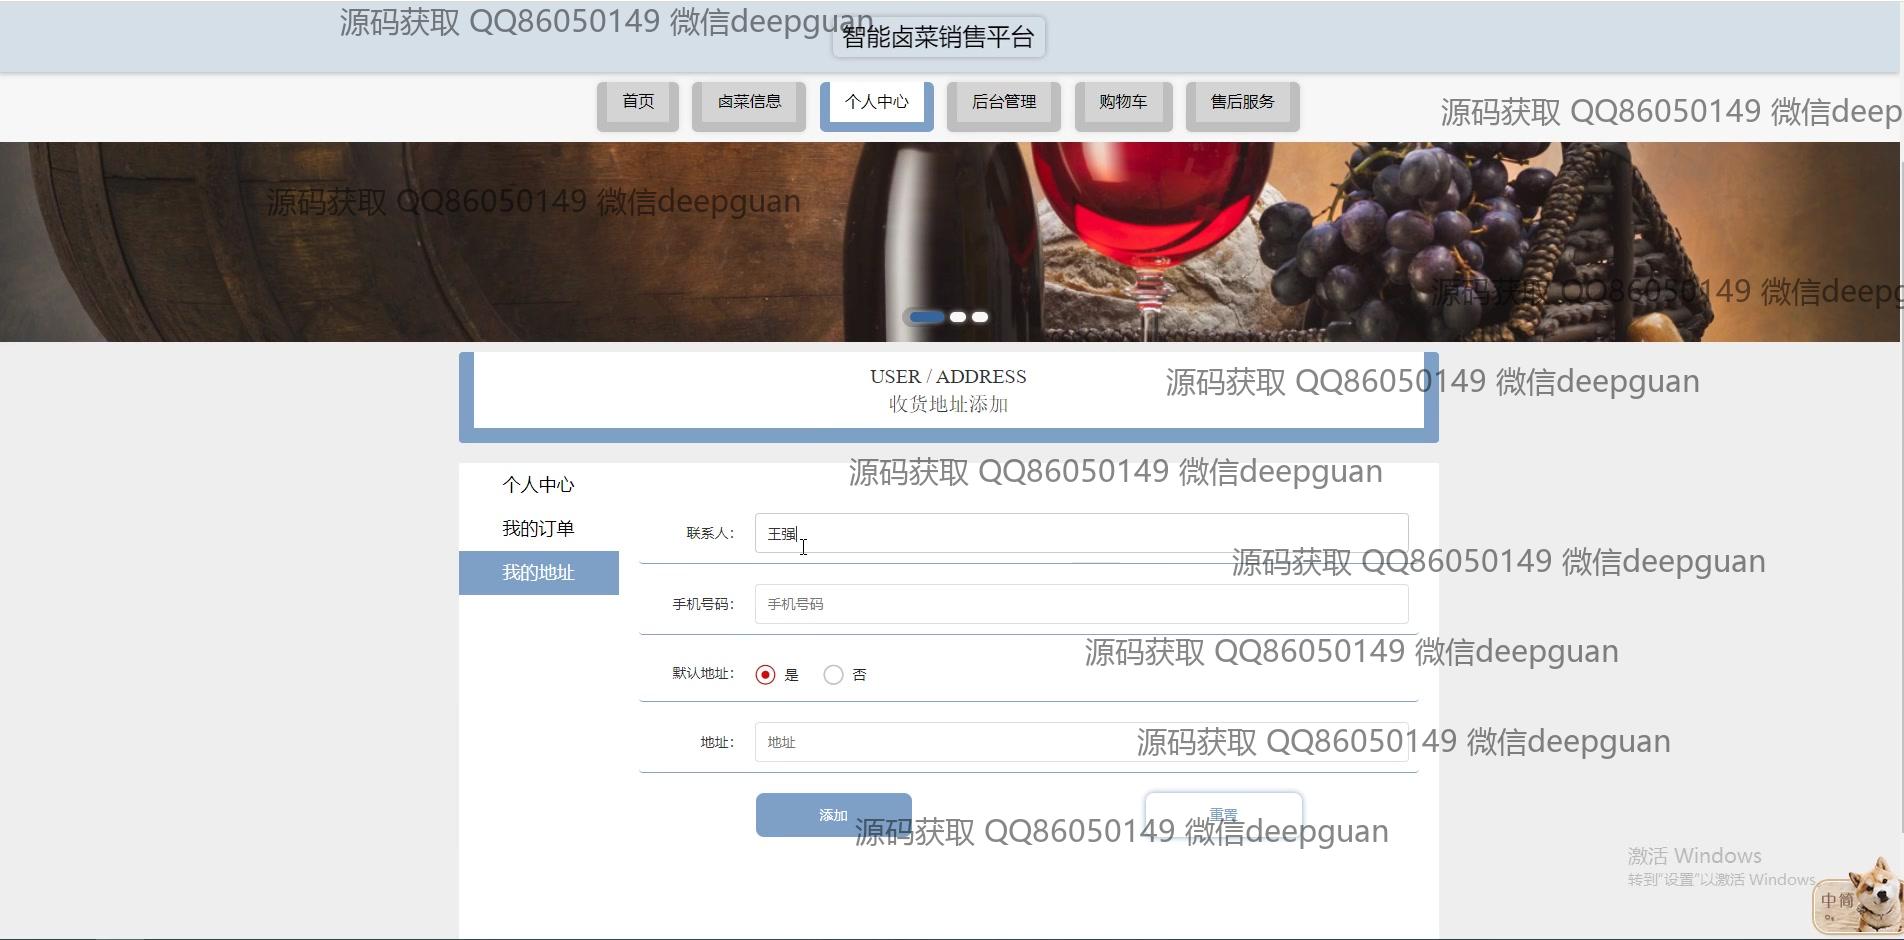 源码获取 QQ86050149 微信deepguan
智能卤菜销售平台
首页 卤菜信息 个人中心 后台管理 购物车 售后服务
源码获取 QQ86050149 微信deep
源码获取 QQ86050149 微信deepguan
源码获取 QQ86050149 微信deepg
USER / ADDRESS
源码获取 QQ86050149 微信deepguan
收货地址添加
源码获取 QQ86050149 微信deepguan
个人中心
我的订单
我的地址
联系人: 王强
源码获取 QQ86050149 微信deepguan
手机号码: 手机号码
源码获取 QQ86050149 微信deepguan
默认地址: 是 否
地址: 地址
源码获取 QQ86050149 微信deepguan
添加 重置
源码获取 QQ86050149 微信deepguan
激活 Windows
转到"设置"以激活 Windows
中简